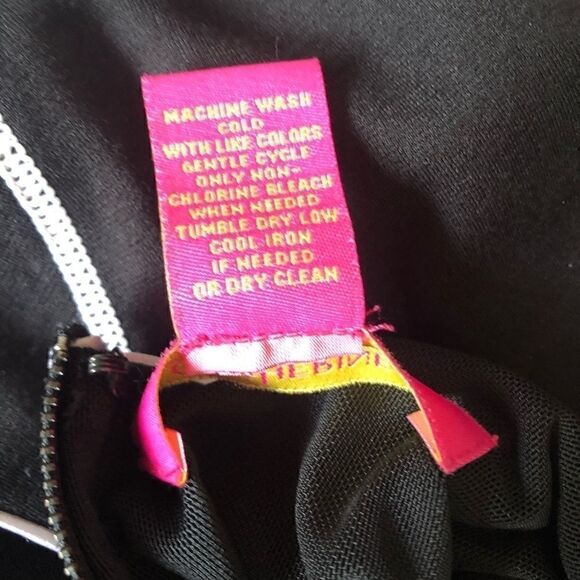 MACHINE WASH
COLD
WITH LIKE COLORS
GENTLE CYCLE
ONLY NON-
CHLORINE BLEACH
WHEN NEEDED
TUMBLE DRY LOW
COOL IRON
IF NEEDED
OR DRY CLEAN